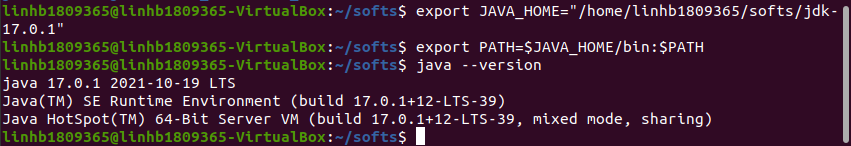 linhb1809365@linhb1809365-VirtualBox:~/softs$ export JAVA_HOME="/home/linhb1809365/softs/jdk-
17.0.1"
linhb1809365@linhb1809365-VirtualBox:~/softs$ export PATH=$JAVA_HOME/bin:$PATH
linhb1809365@linhb1809365-VirtualBox:~/softs$ java --version
java 17.0.1 2021-10-19 LTS
Java(TM) SE Runtime Environment (build 17.0.1+12-LTS-39)
Java HotSpot(TM) 64-Bit Server VM (build 17.0.1+12-LTS-39, mixed mode, sharing)
linhb1809365@linhb1809365-VirtualBox:~/softs$